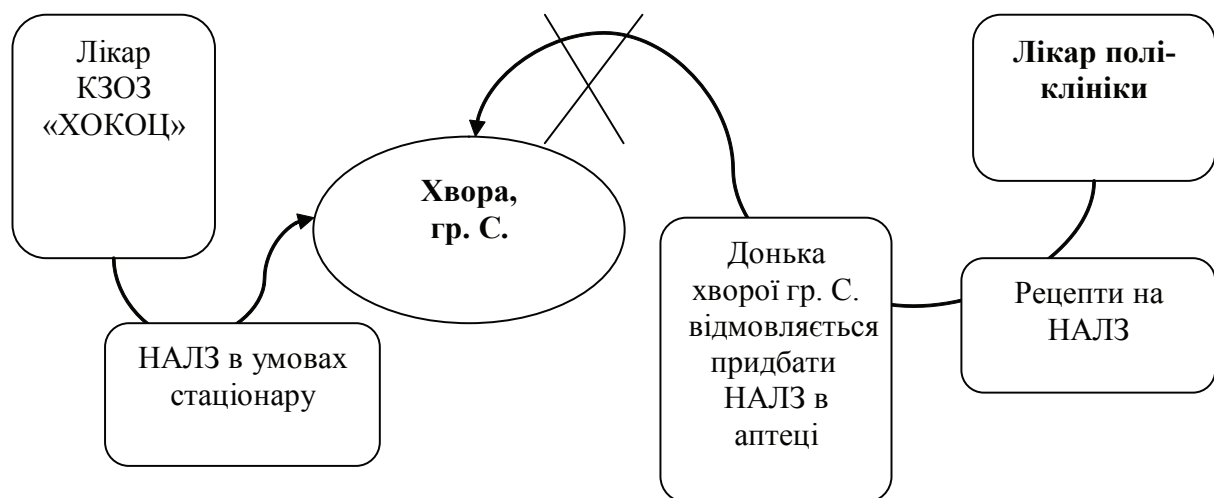 Лікар
КЗОЗ
«ХОКОЦ»
НАЛЗ в умовах
стаціонару
Хвора,
гр. С.
Донька
хворої гр. С.
відмовляється
придбати
НАЛЗ в
аптеці
Лікар полі-
клініки
Рецепти на
НАЛЗ